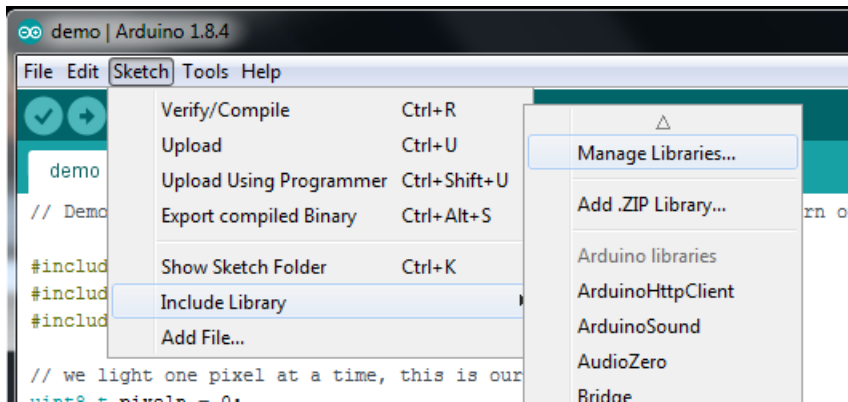 demo | Arduino 1.8.4
File Edit Sketch Tools Help
Verify/Compile Ctrl+R
Upload Ctrl+U
Upload Using Programmer Ctrl+Shift+U
Export compiled Binary Ctrl+Alt+S
Show Sketch Folder Ctrl+K
Include Library
Add File...
Manage Libraries...
Add .ZIP Library...
Arduino libraries
ArduinoHttpClient
ArduinoSound
AudioZero
Bridge
demo
// Demo rn o
#includ
#includ
#includ
// we light one pixel at a time, this is our
uint8_t pixeln = 0;